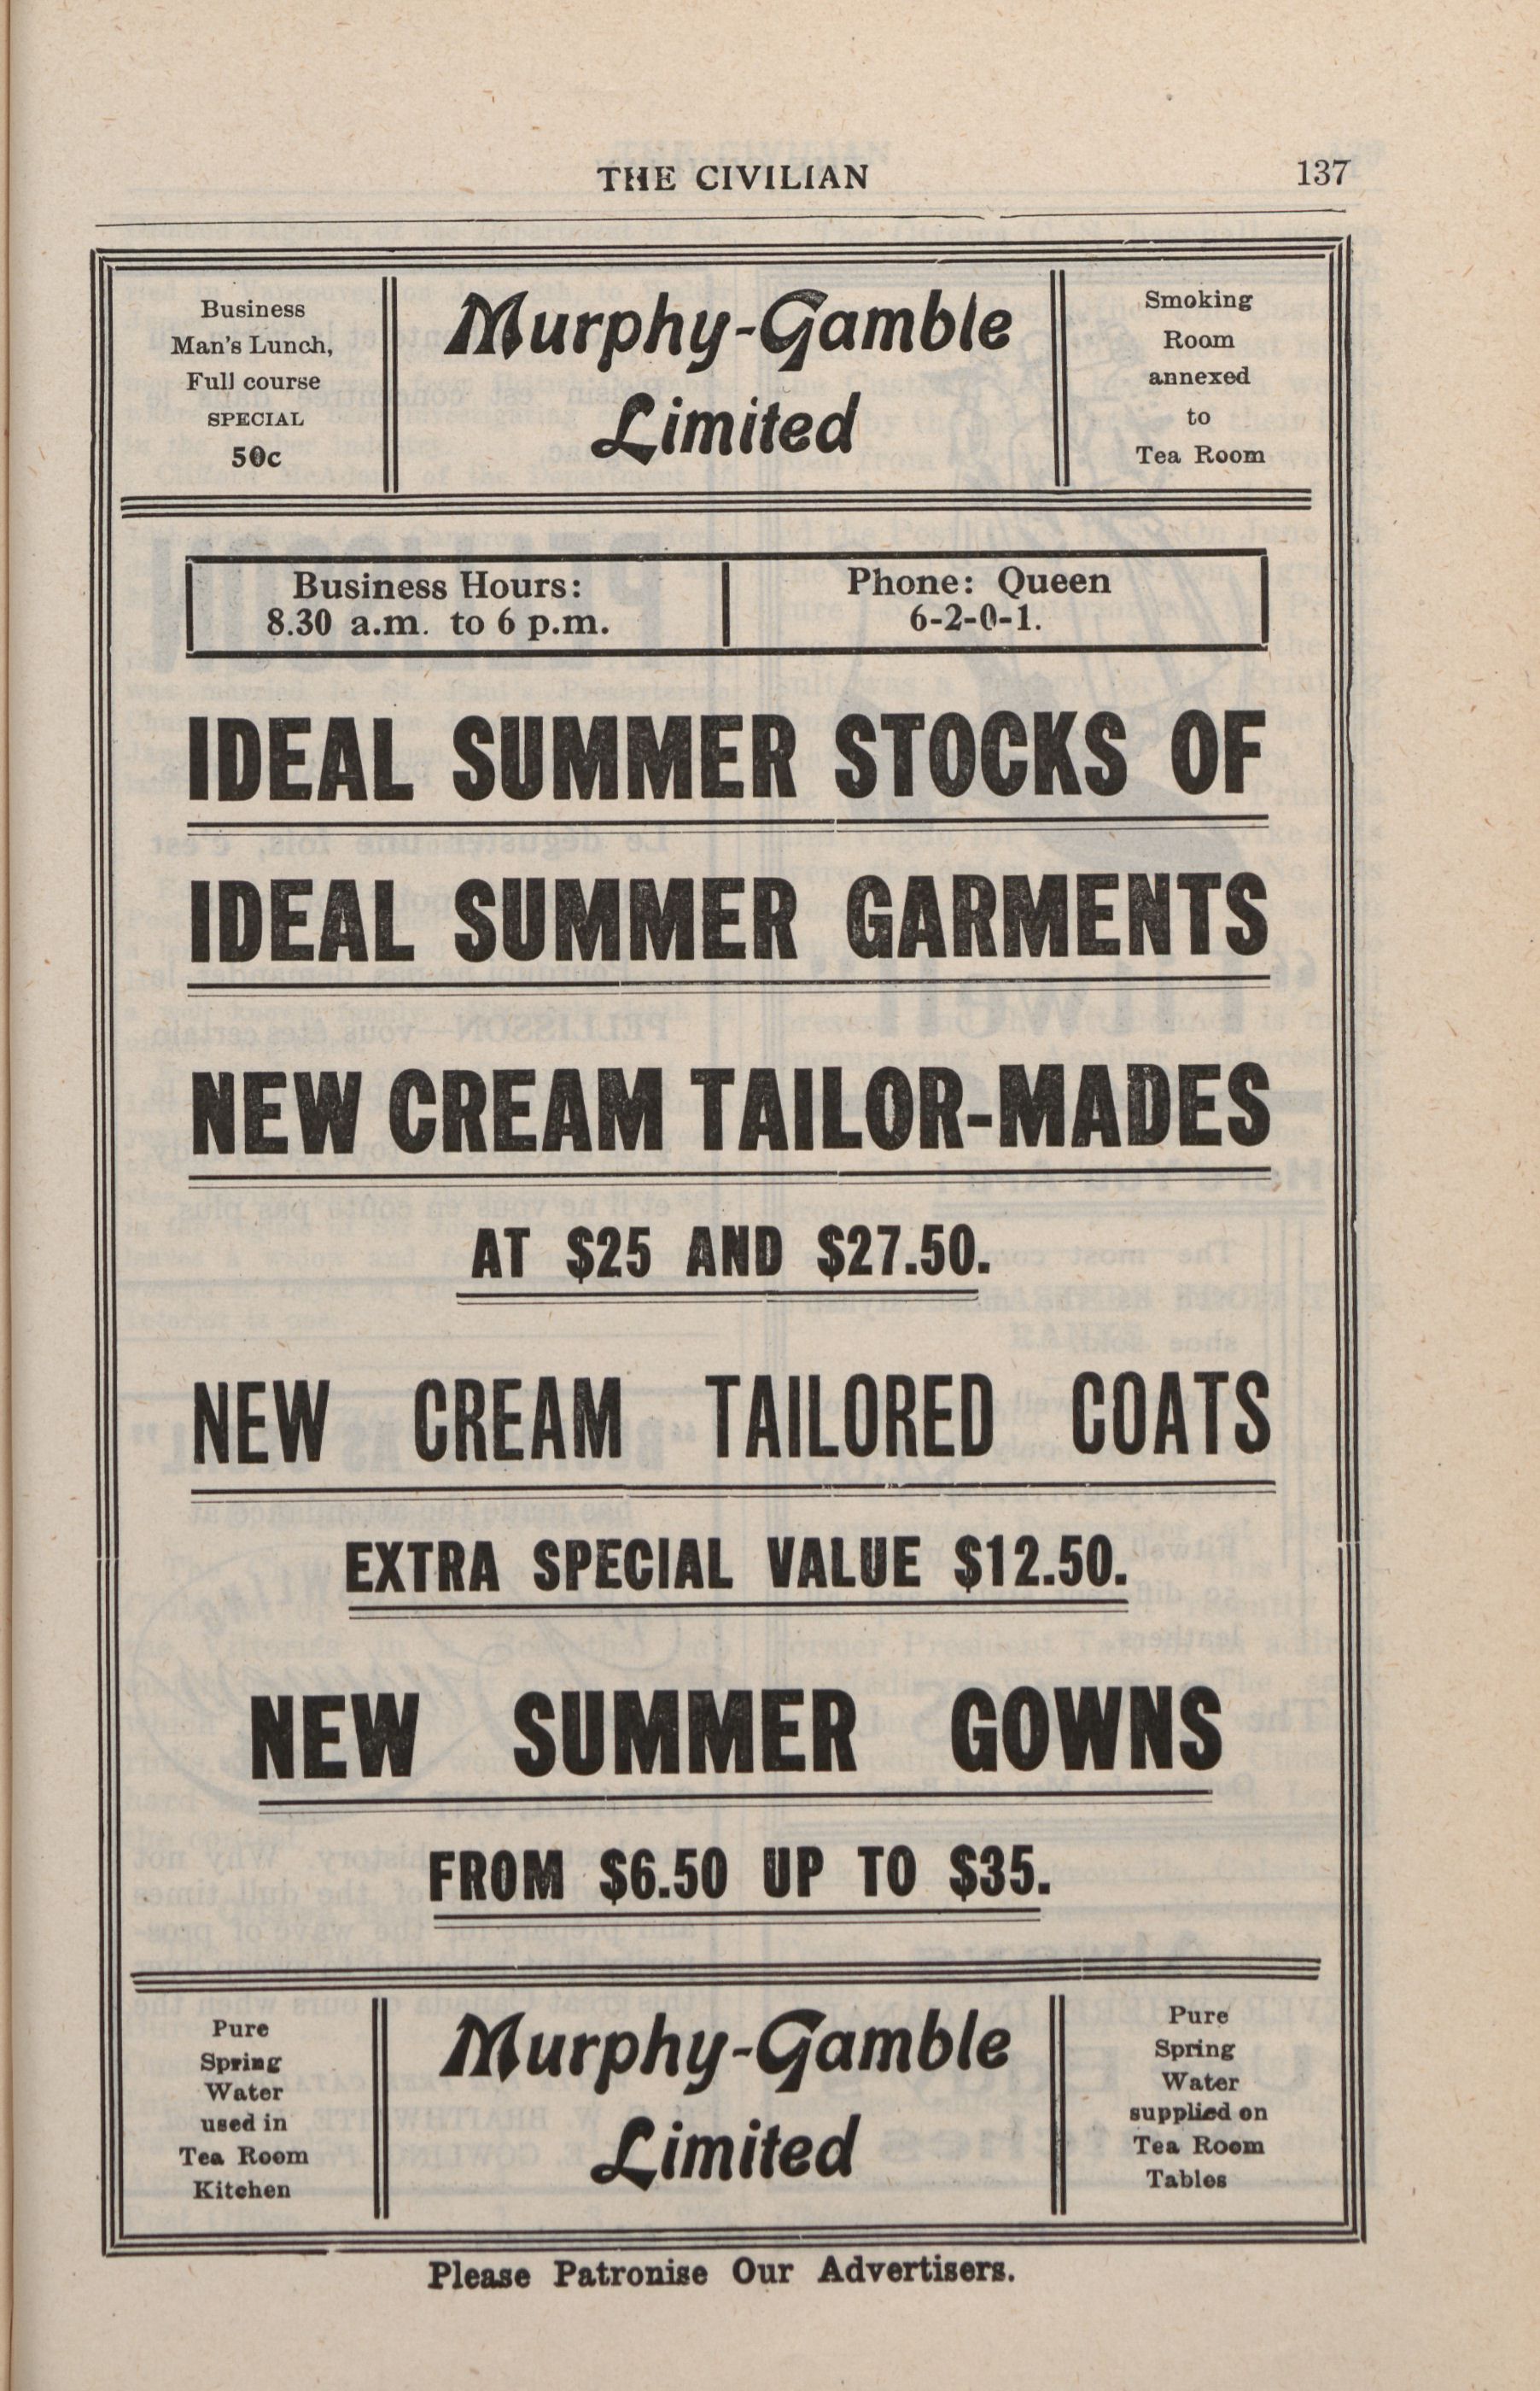 THE CIVILIAN 137
Business
Man's Lunch,
Full course
SPECIAL
50c
Murphy-Gamble
Limited
Smoking
Room
annexed
to
Tea Room
Business Hours:
8.30 a.m. to 6 p.m.
Phone: Queen
6-2-0-1.
IDEAL SUMMER STOCKS OF
IDEAL SUMMER GARMENTS
NEW CREAM TAILOR-MADES
AT $25 AND $27.50.
NEW CREAM TAILORED COATS
EXTRA SPECIAL VALUE $12.50.
NEW SUMMER GOWNS
FROM $6.50 UP TO $35.
Pure
Spring
Water
used in
Tea Room
Kitchen
Murphy-Gamble
Limited
Pure
Spring
Water
supplied on
Tea Room
Tables
Please Patronise Our Advertisers.